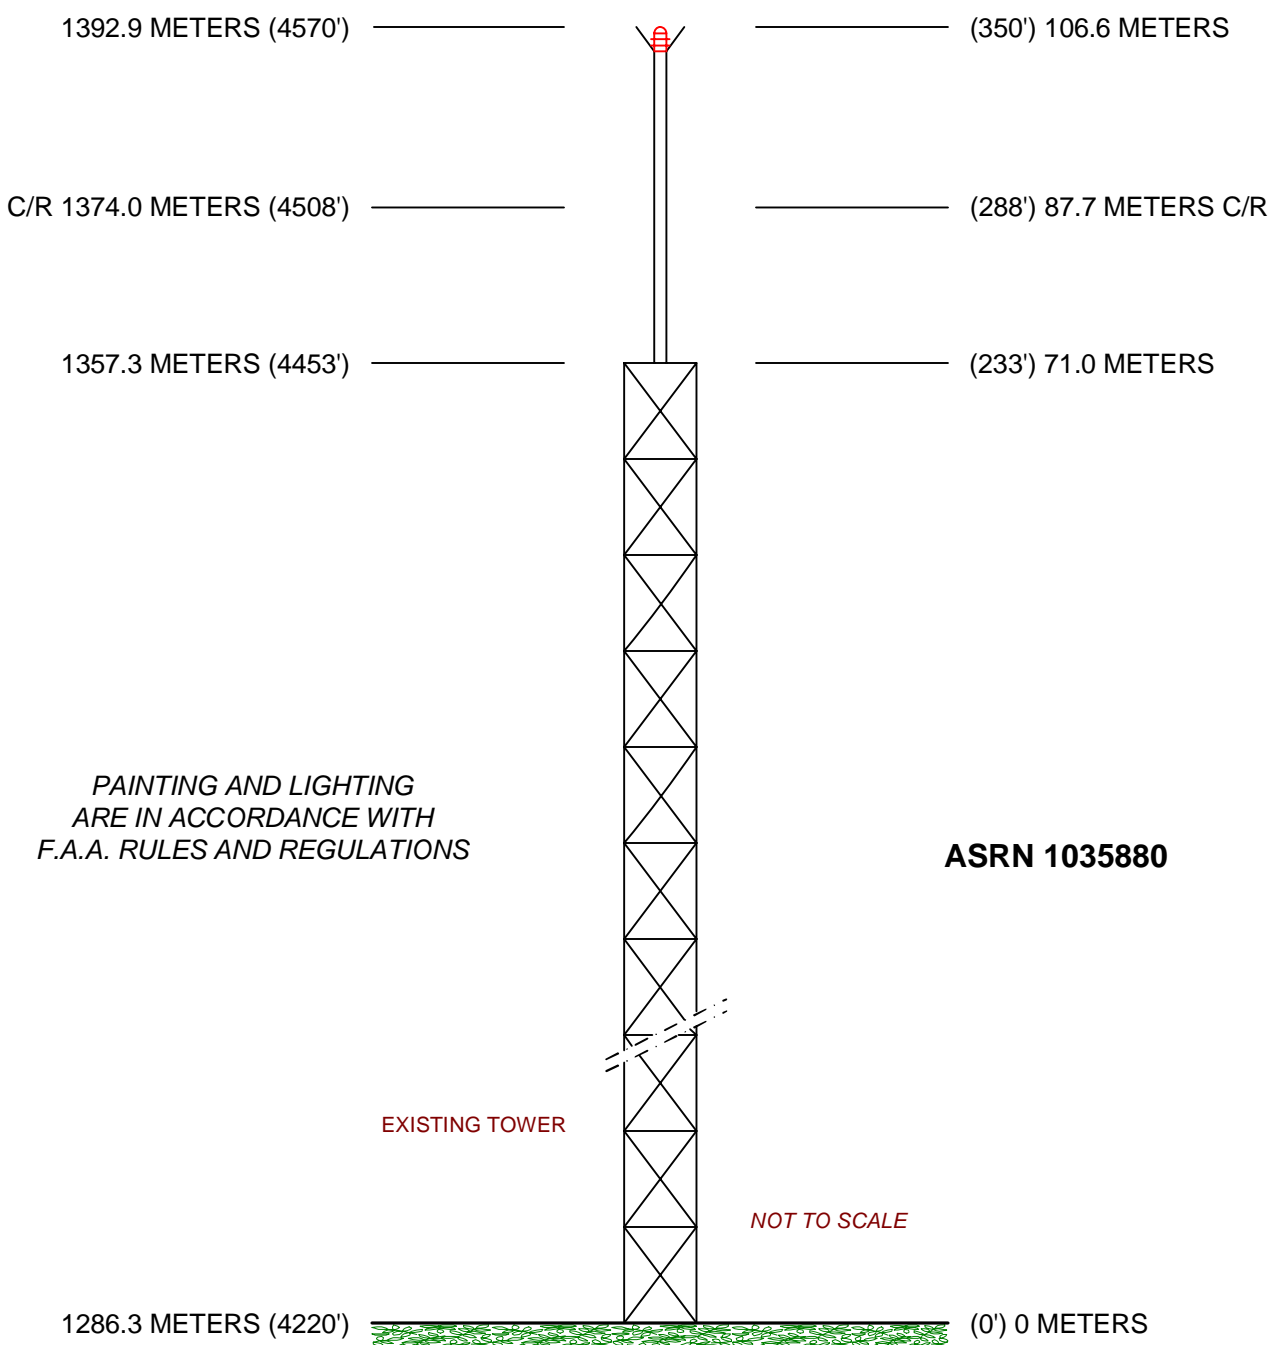 1392.9 METERS (4570')
(350') 106.6 METERS
C/R 1374.0 METERS (4508')
(288') 87.7 METERS C/R
1357.3 METERS (4453')
(233') 71.0 METERS
PAINTING AND LIGHTING
ARE IN ACCORDANCE WITH
F.A.A. RULES AND REGULATIONS
ASRN 1035880
EXISTING TOWER
NOT TO SCALE
1286.3 METERS (4220')
(0') 0 METERS